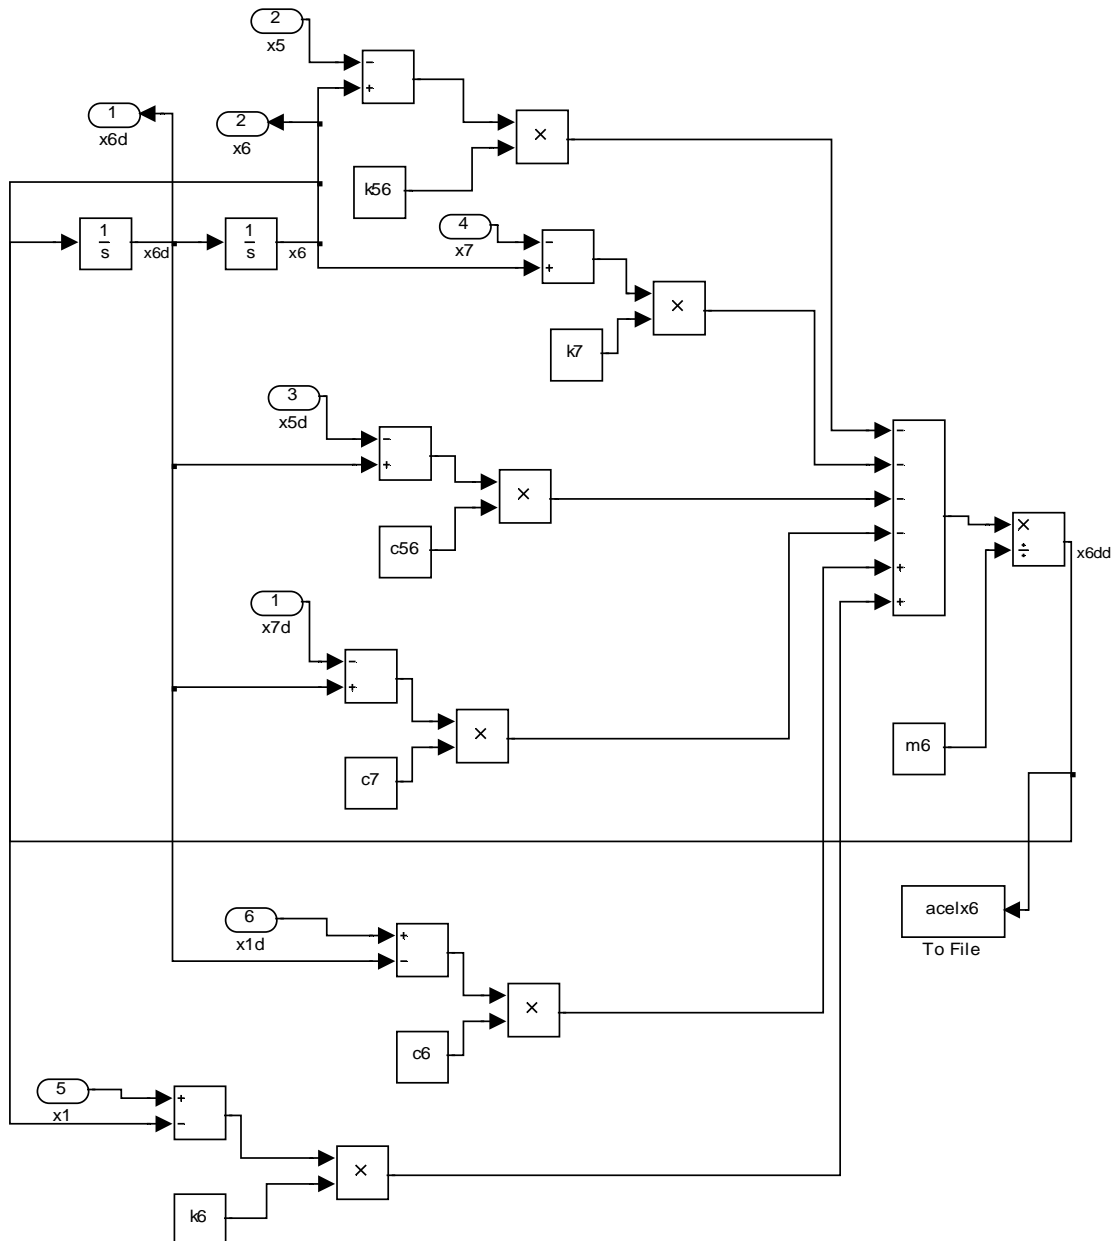 2
x5
−
+
1
x6d
2
x6
×
k56
1
s
x6d
1
s
x6
4
x7
−
+
×
k7
3
x5d
−
+
×
c56
−
−
−
−
+
+
×
÷
x6dd
1
x7d
−
+
×
c7
m6
acelx6
To File
6
x1d
+
−
×
c6
5
x1
+
−
×
k6